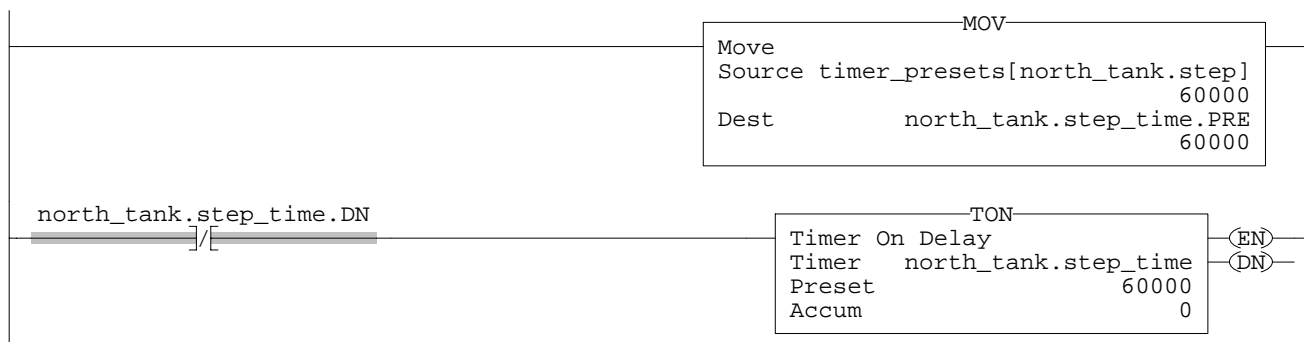 MOV
Move
Source timer_presets[north_tank.step]
60000
Dest north_tank.step_time.PRE
60000
north_tank.step_time.DN
TON
Timer On Delay
Timer north_tank.step_time
Preset 60000
Accum 0
EN
DN